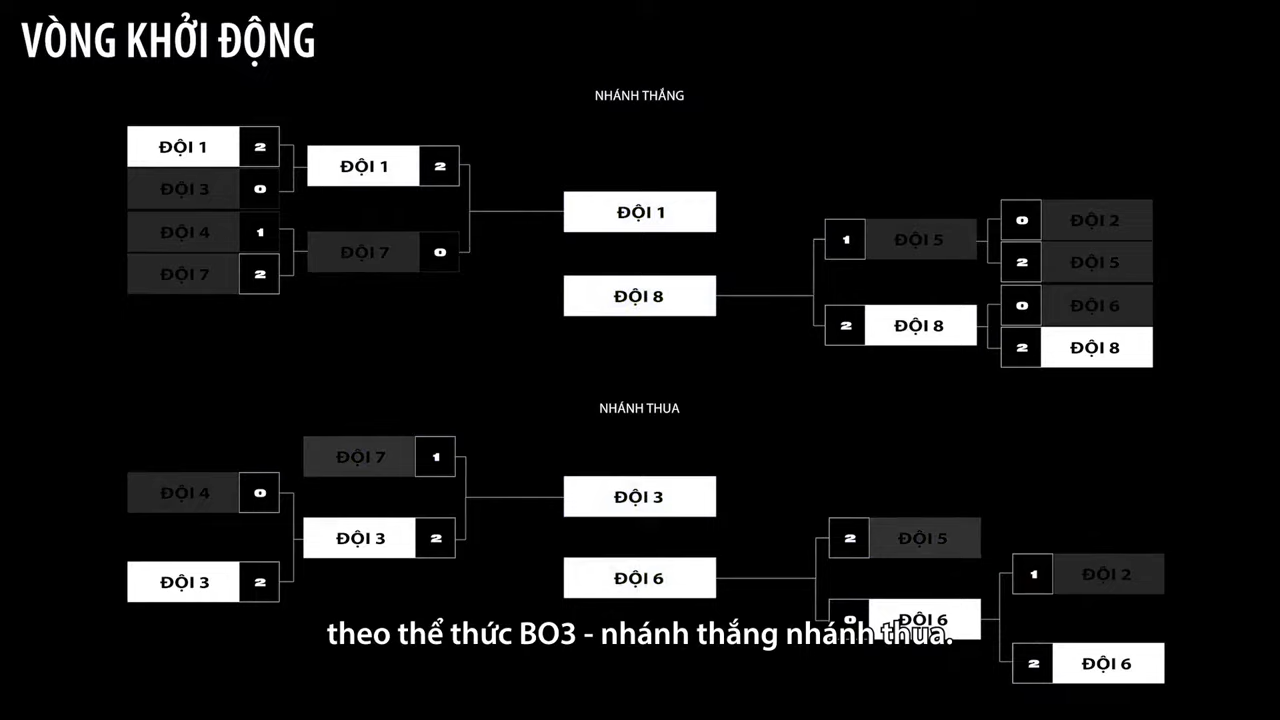 VÒNG KHỞI ĐỘNG
NHÁNH THẮNG
ĐỘI 1 2
ĐỘI 3 0
ĐỘI 4 1
ĐỘI 7 2
ĐỘI 1 2
ĐỘI 7 0
ĐỘI 1
ĐỘI 8
1 ĐỘI 5
2 ĐỘI 8
0 ĐỘI 2
2 ĐỘI 5
0 ĐỘI 6
2 ĐỘI 8
NHÁNH THUA
ĐỘI 4 0
ĐỘI 3 2
ĐỘI 7 1
ĐỘI 3 2
ĐỘI 3
ĐỘI 6
2 ĐỘI 5
0 ĐỘI 6
1 ĐỘI 2
2 ĐỘI 6
theo thể thức BO3 - nhánh thắng nhánh thua.